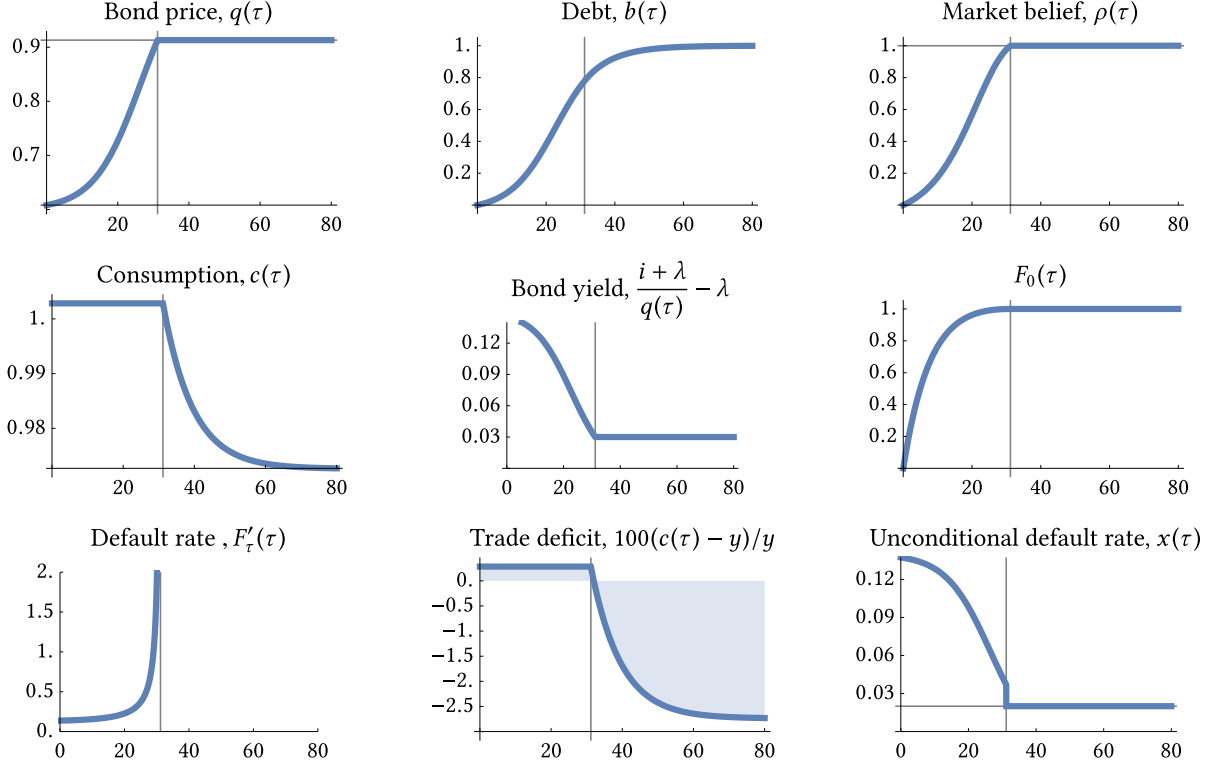 Bond price, q(τ)
0.9
0.8
0.7
20 40 60 80
Debt, b(τ)
1.
0.8
0.6
0.4
0.2
20 40 60 80
Market belief, ρ(τ)
1.
0.8
0.6
0.4
0.2
20 40 60 80
Consumption, c(τ)
1.
0.99
0.98
20 40 60 80
Bond yield, (i + λ)/q(τ) − λ
0.12
0.09
0.06
0.03
0 20 40 60 80
F₀(τ)
1.
0.8
0.6
0.4
0.2
20 40 60 80
Default rate , F′τ(τ)
2.
1.5
1.
0.5
0.
0 20 40 60 80
Trade deficit, 100(c(τ) − y)/y
0.
−0.5
−1.
−1.5
−2.
−2.5
20 40 60 80
Unconditional default rate, x(τ)
0.12
0.09
0.06
0.03
0 20 40 60 80